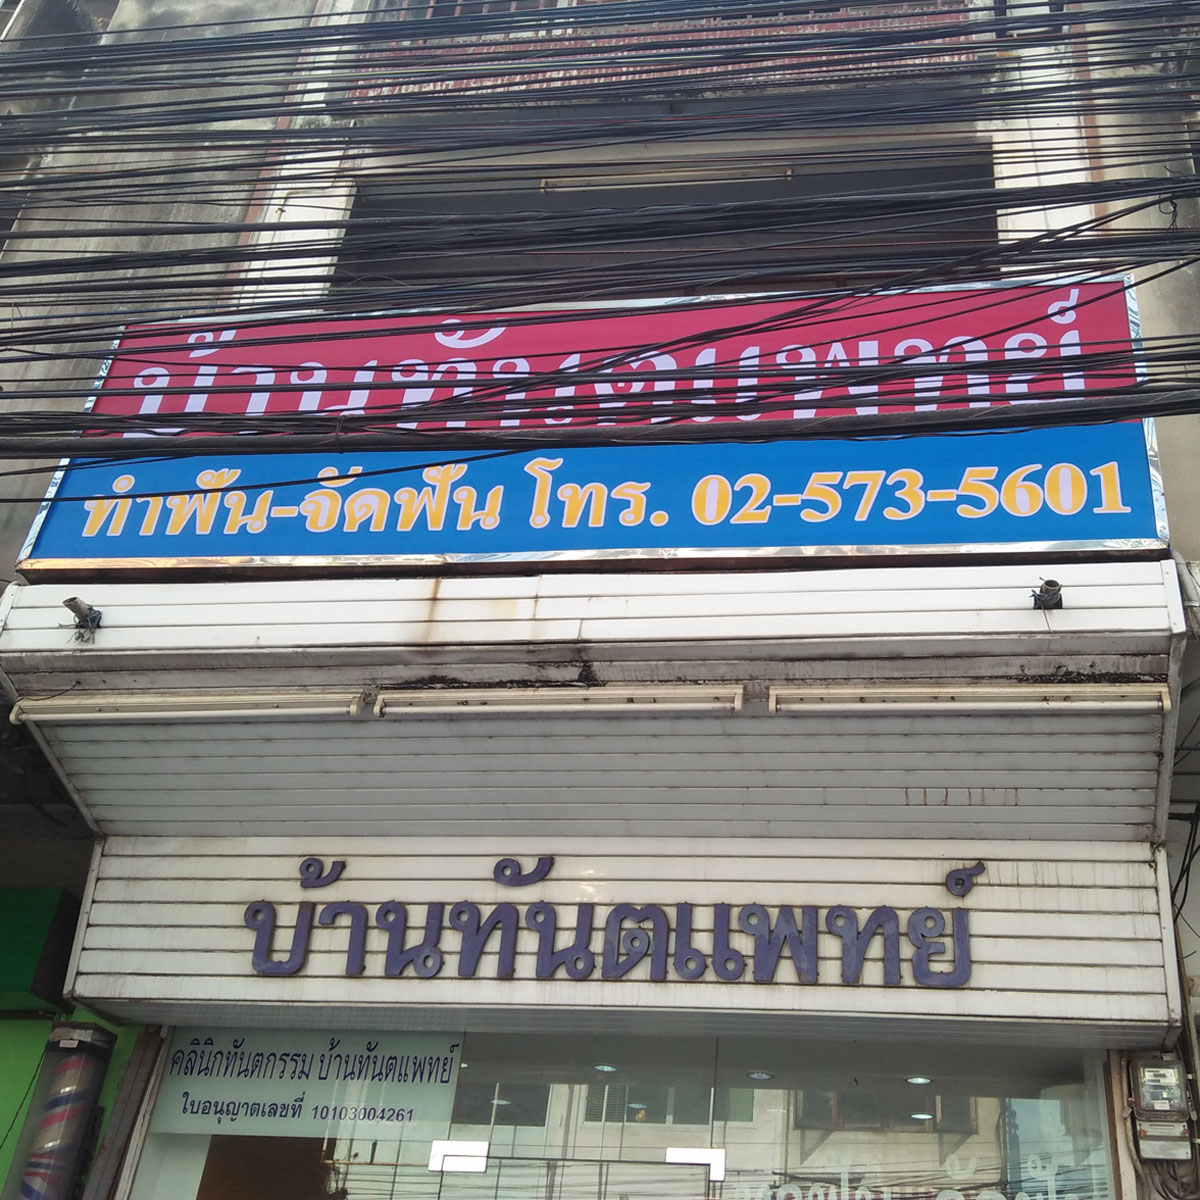 บ้านทันตแพทย์
ทำฟัน-จัดฟัน โทร. 02-573-5601
บ้านทันตแพทย์
คลินิกทันตกรรม บ้านทันตแพทย์
ใบอนุญาตเลขที่ 10103004261